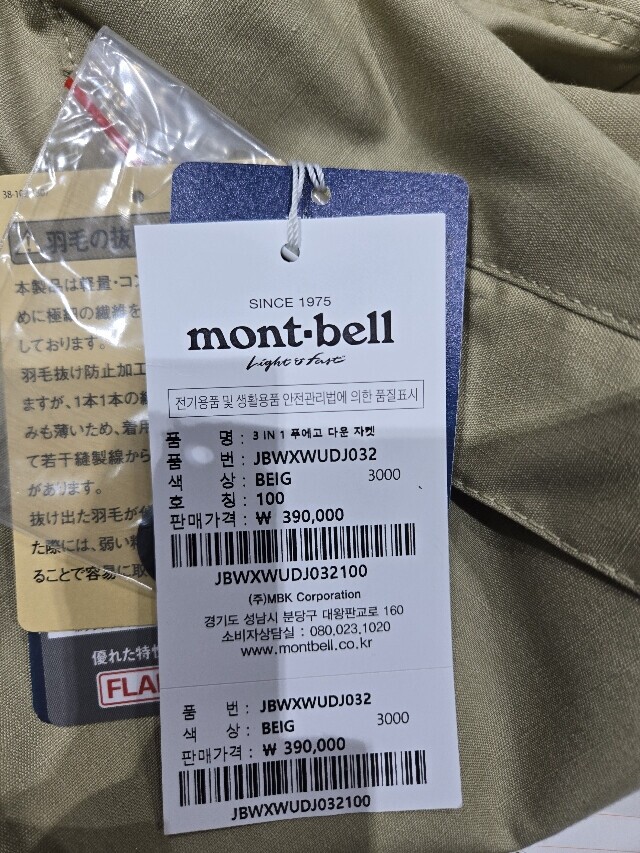 SINCE 1975
mont-bell
Light & Fast
전기용품 및 생활용품 안전관리법에 의한 품질표시
품 명 : 3 IN 1 푸에고 다운 자켓
품 번 : JBWXWUDJ032
색 상 : BEIG 3000
호 칭 : 100
판매가격 : ₩ 390,000
JBWXWUDJ032100
(주)MBK Corporation
경기도 성남시 분당구 대왕판교로 160
소비자상담실 : 080.023.1020
www.montbell.co.kr
품 번 : JBWXWUDJ032
색 상 : BEIG 3000
판매가격 : ₩ 390,000
JBWXWUDJ032100
羽毛の抜
本製品は軽量・コン
めに極細の繊維を
しております。
羽毛抜け防止加工
ますが、1本1本の
みも薄いため、着用
て若干縫製線から
があります。
抜け出た羽毛が
た際には、弱い
ることで容易に取
優れた特性
FLA